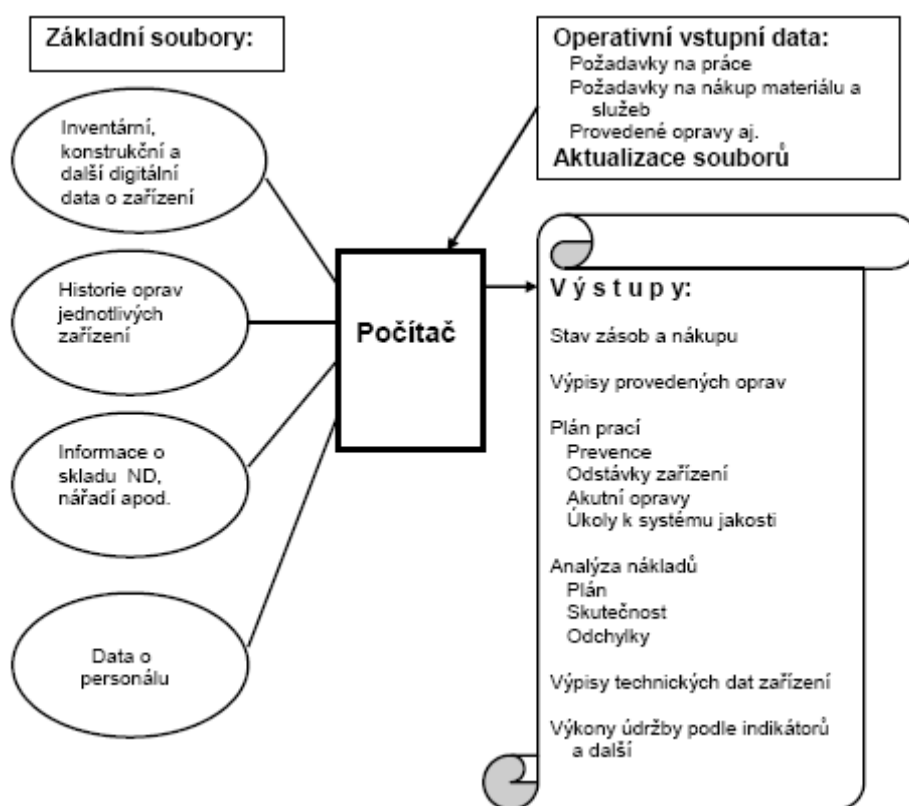 Základní soubory:
Inventární,
konstrukční a
další digitální
data o zařízení
Historie oprav
jednotlivých
zařízení
Informace o
skladu ND,
nářadí apod.
Data o
personálu
Počítač
Operativní vstupní data:
Požadavky na práce
Požadavky na nákup materiálu a
služeb
Provedené opravy aj.
Aktualizace souborů
V ý s t u p y:
Stav zásob a nákupu
Výpisy provedených oprav
Plán prací
Prevence
Odstávky zařízení
Akutní opravy
Úkoly k systému jakosti
Analýza nákladů
Plán
Skutečnost
Odchylky
Výpisy technických dat zařízení
Výkony údržby podle indikátorů
a další